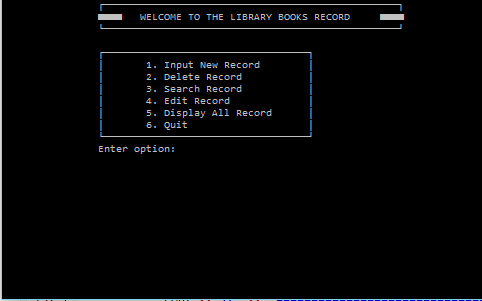 WELCOME TO THE LIBRARY BOOKS RECORD
1. Input New Record
2. Delete Record
3. Search Record
4. Edit Record
5. Display All Record
6. Quit
Enter option: